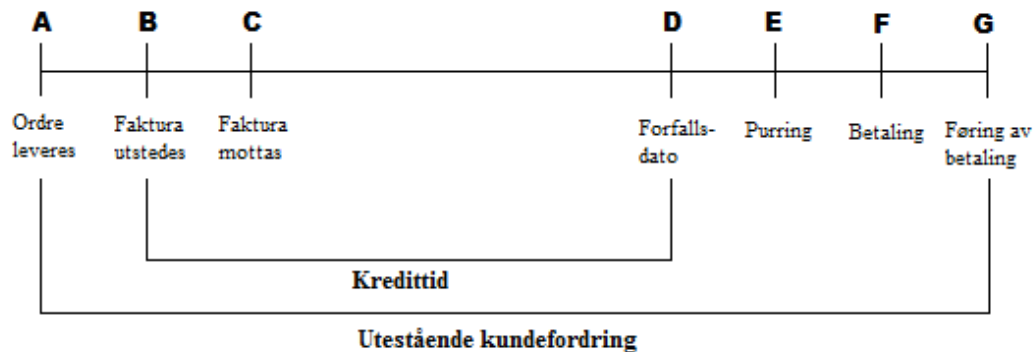 A B C D E F G
Ordre leveres
Faktura utstedes
Faktura mottas
Forfalls-
dato
Purring
Betaling
Føring av betaling
Kredittid
Utestående kundefordring